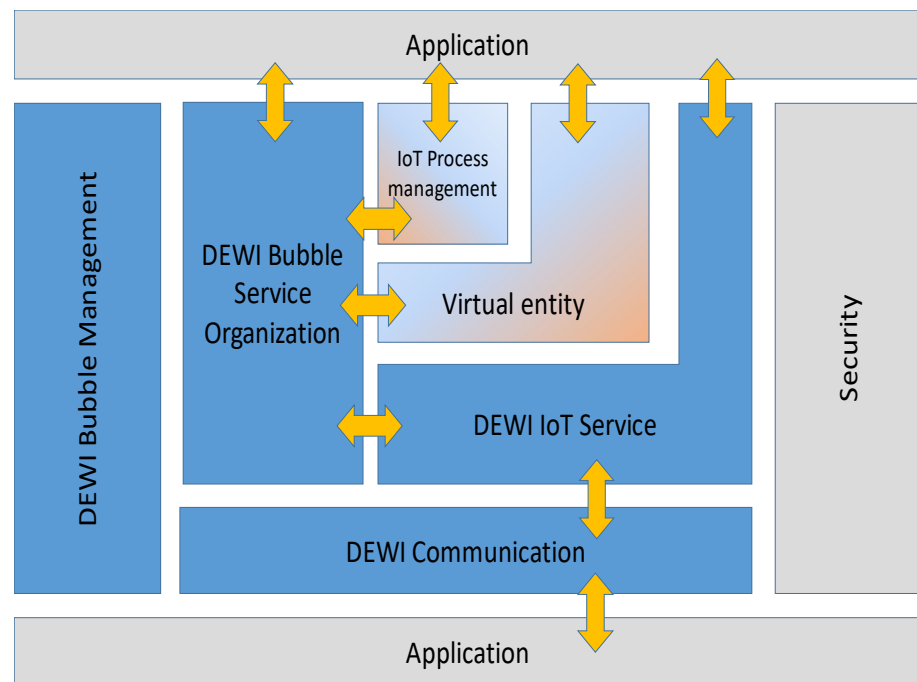 Application
DEWI Bubble Management
DEWI Bubble
Service
Organization
IoT Process
management
Virtual entity
DEWI IoT Service
Security
DEWI Communication
Application